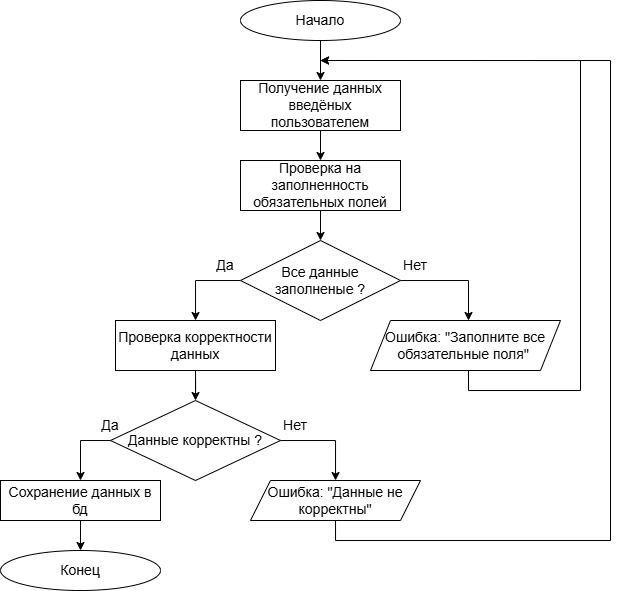 Начало
Получение данных
введёных
пользователем
Проверка на
заполненность
обязательных полей
Да
Все данные
заполненые ?
Нет
Проверка корректности
данных
Ошибка: "Заполните все
обязательные поля"
Да
Данные корректны ?
Нет
Сохранение данных в
бд
Ошибка: "Данные не
корректны"
Конец